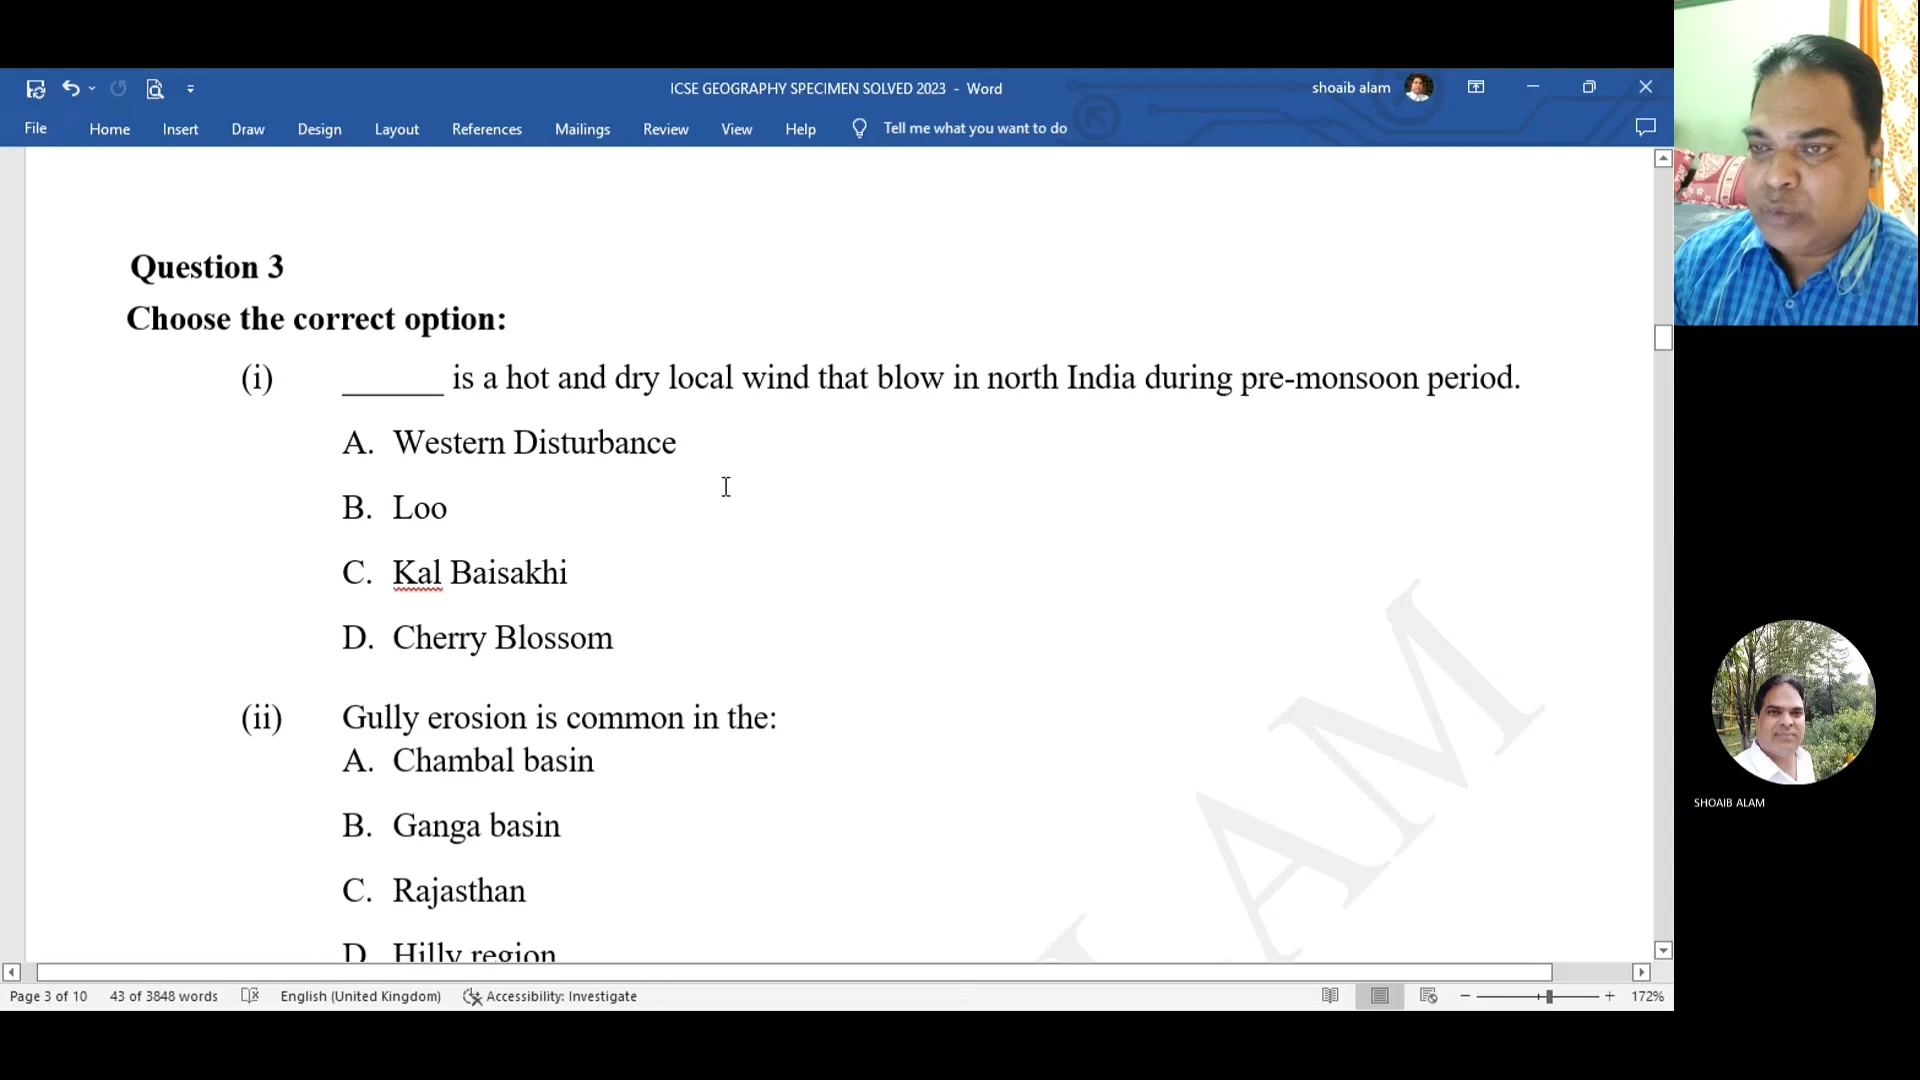 ICSE GEOGRAPHY SPECIMEN SOLVED 2023 - Word
shoaib alam
File Home Insert Draw Design Layout References Mailings Review View Help Tell me what you want to do
Question 3
Choose the correct option:
(i) ______ is a hot and dry local wind that blow in north India during pre-monsoon period.
A. Western Disturbance
B. Loo
C. Kal Baisakhi
D. Cherry Blossom
(ii) Gully erosion is common in the:
A. Chambal basin
B. Ganga basin
C. Rajasthan
D. Hilly region
LAM
SHOAIB ALAM
Page 3 of 10 43 of 3848 words English (United Kingdom) Accessibility: Investigate 172%